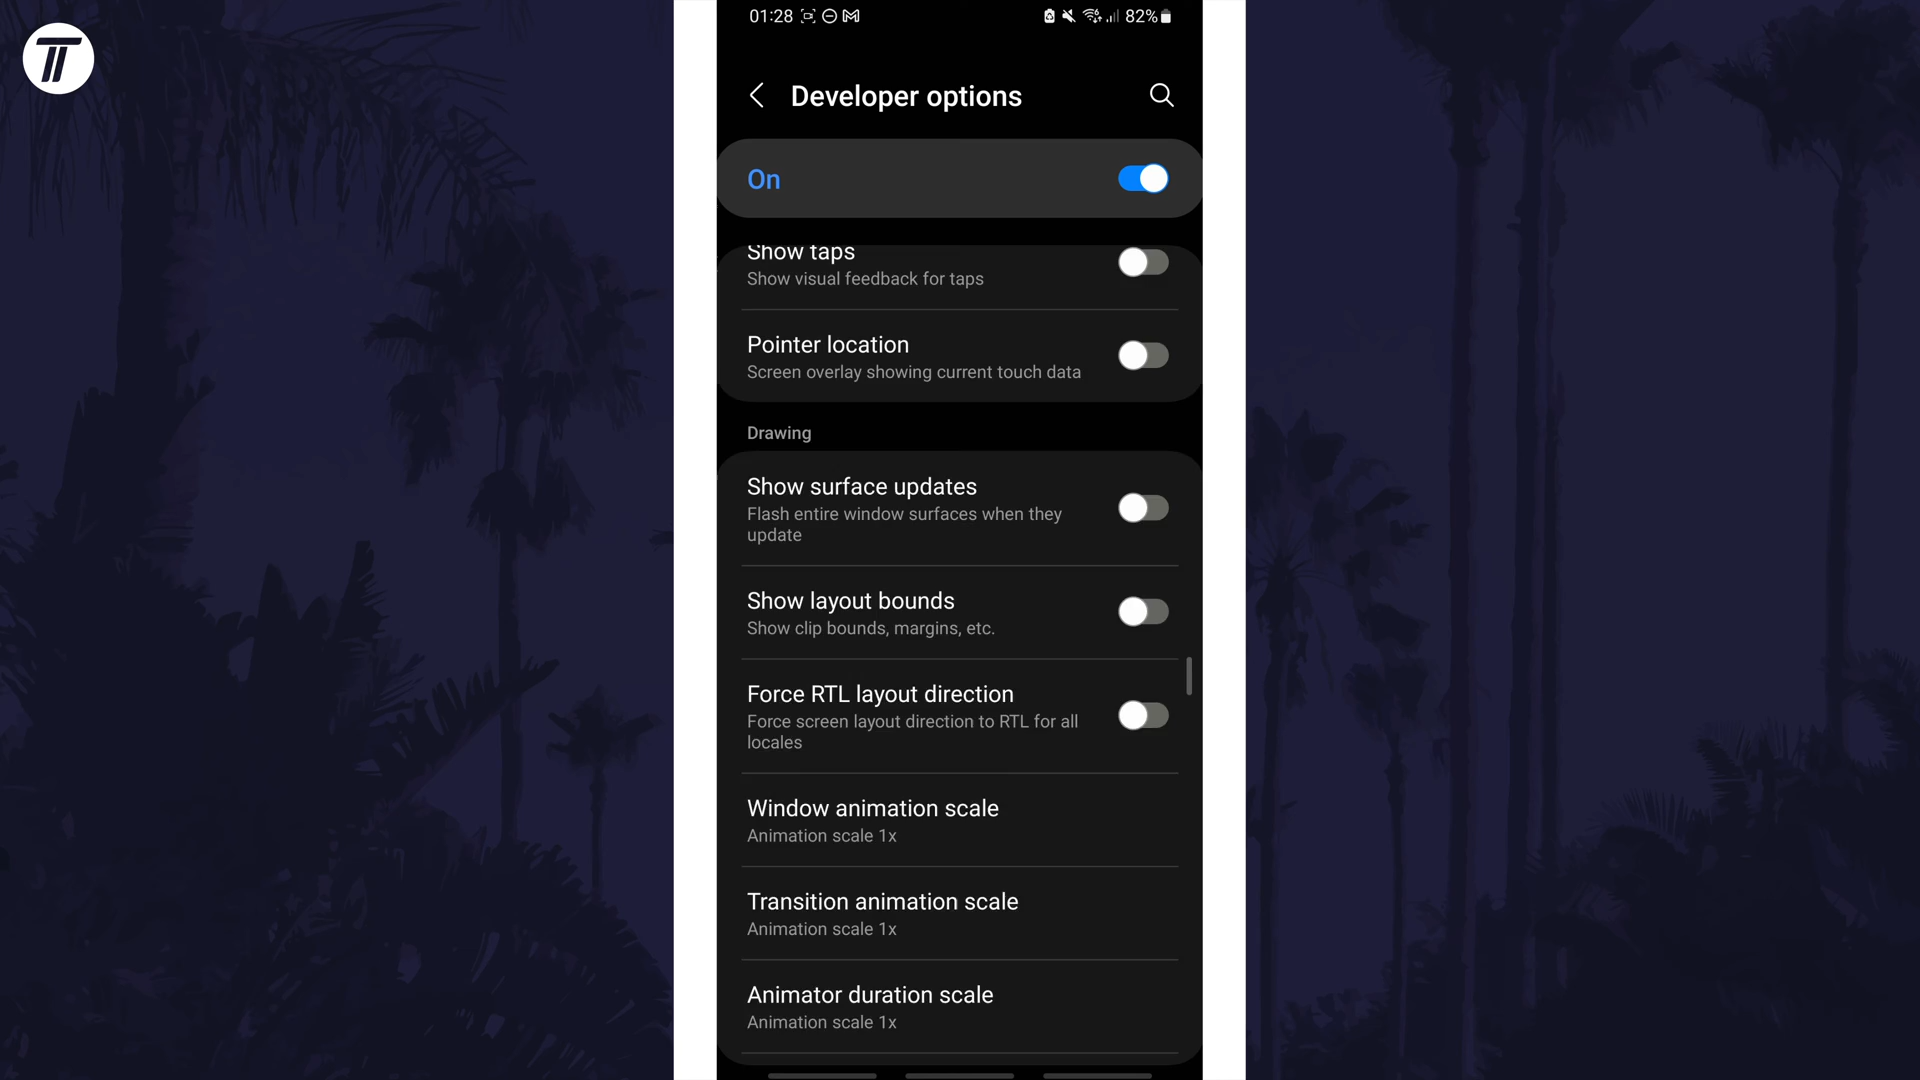 01:28 82%
Developer options
On
Show taps
Show visual feedback for taps
Pointer location
Screen overlay showing current touch data
Drawing
Show surface updates
Flash entire window surfaces when they
update
Show layout bounds
Show clip bounds, margins, etc.
Force RTL layout direction
Force screen layout direction to RTL for all
locales
Window animation scale
Animation scale 1x
Transition animation scale
Animation scale 1x
Animator duration scale
Animation scale 1x